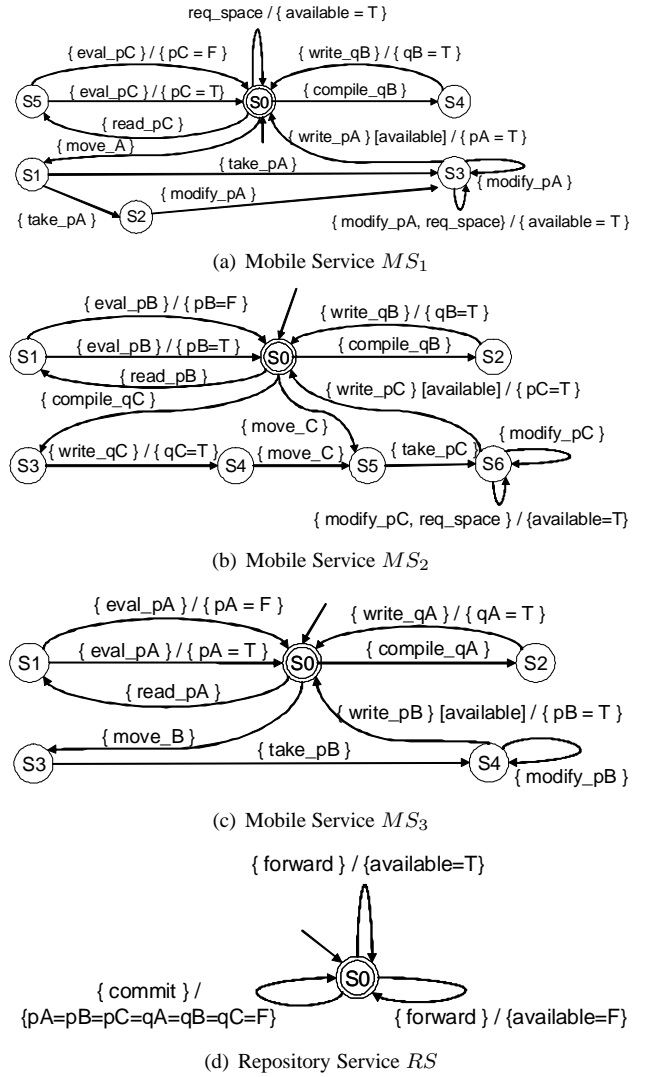 req_space / { available = T }
{ eval_pC } / { pC = F }
{ write_qB } / { qB = T }
S5
{ eval_pC } / { pC = T}
S0
{ compile_qB }
S4
{ read_pC }
{ move_A }
{ write_pA } [available] / { pA = T }
S1
{ take_pA }
S3
{ modify_pA }
{ take_pA }
S2
{ modify_pA }
{ modify_pA, req_space} / { available = T }
(a) Mobile Service MS1
{ eval_pB } / { pB=F }
{ write_qB } / { qB=T }
S1
{ eval_pB } / { pB=T }
S0
{ compile_qB }
S2
{ read_pB }
{ compile_qC }
{ write_pC } [available] / { pC=T }
{ move_C }
{ modify_pC }
S3
{ write_qC } / { qC=T }
S4
{ move_C }
S5
{ take_pC }
S6
{ modify_pC, req_space } / {available=T}
(b) Mobile Service MS2
{ eval_pA } / { pA = F }
{ write_qA } / { qA = T }
S1
{ eval_pA } / { pA = T }
S0
{ compile_qA }
S2
{ read_pA }
{ write_pB } [available] / { pB = T }
{ move_B }
S3
{ take_pB }
S4
{ modify_pB }
(c) Mobile Service MS3
{ forward } / {available=T}
S0
{ commit } /
{pA=pB=pC=qA=qB=qC=F}
{ forward } / {available=F}
(d) Repository Service RS